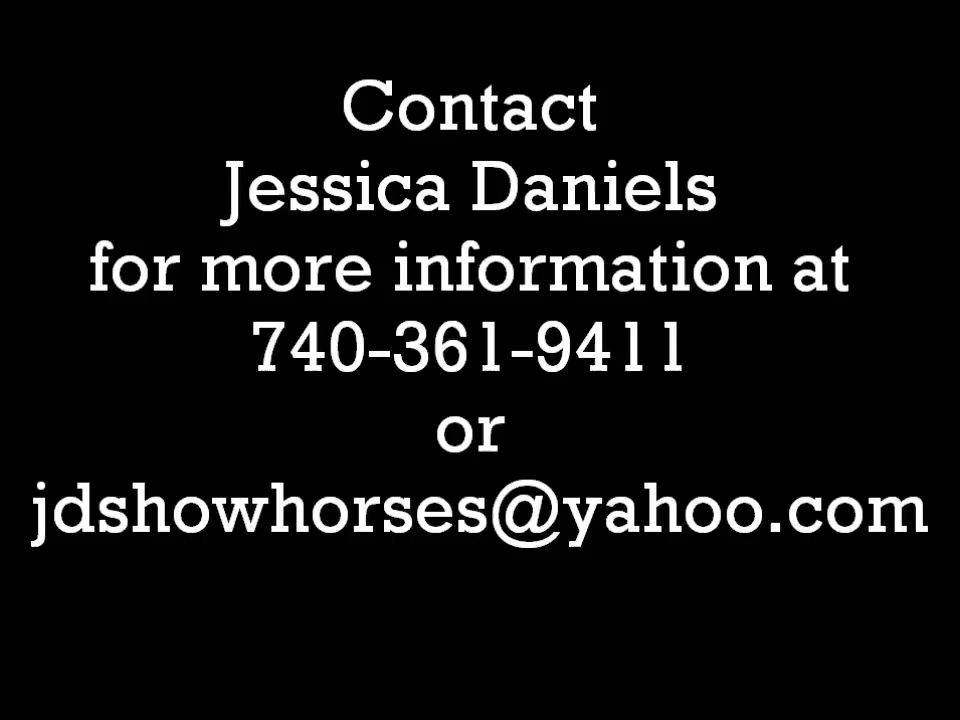 Contact
Jessica Daniels
for more information at
740-361-9411
or
jdshowhorses@yahoo.com